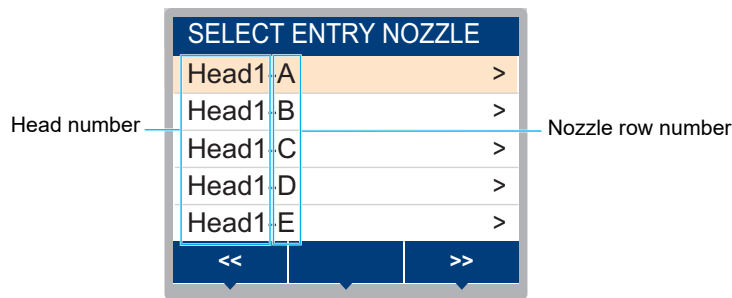 SELECT ENTRY NOZZLE
Head1-A >
Head1-B >
Head number
Nozzle row number
Head1-C >
Head1-D >
Head1-E >
<< >>